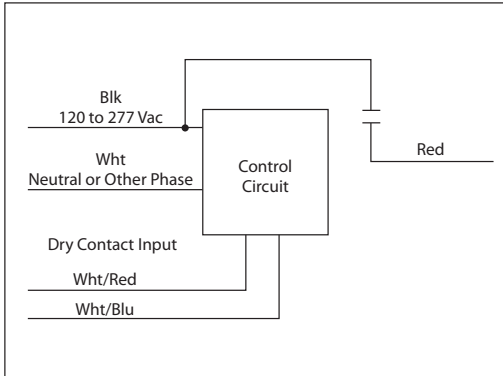 Blk
120 to 277 Vac
Wht
Neutral or Other Phase
Control
Circuit
Red
Dry Contact Input
Wht/Red
Wht/Blu